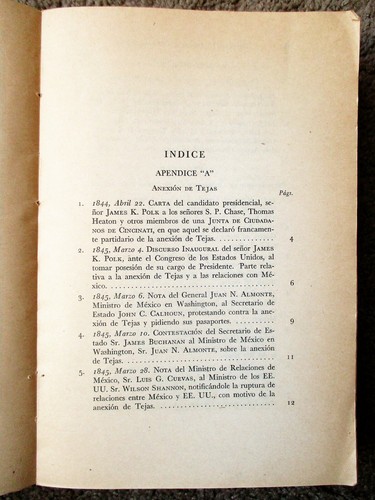 INDICE
APENDICE "A"
ANEXIÓN DE TEJAS
Págs.
1. 1844, Abril 22. CARTA del candidato presidencial, se-
ñor JAMES K. POLK a los señores S. P. Chase, Thomas
Heaton y otros miembros de una JUNTA DE CIUDADA-
NOS DE CINCINATI, en que aquel se declaró francamente
partidario de la anexión de Tejas. . . . . . . . . . . . . . 4
2. 1845, Marzo 4. DISCURSO INAUGURAL del señor JAMES
K. POLK, ante el Congreso de los Estados Unidos, al
tomar posesión de su cargo de Presidente. Parte rela-
tiva a la anexión de Tejas y a las relaciones con Mé-
xico. . . . . . . . . . . . . . 6
3. 1845, Marzo 6. NOTA del General JUAN N. ALMONTE,
Ministro de México en Washington, al Secretario de
Estado JOHN C. CALHOUN, protestando contra la ane-
xión de Tejas y pidiendo sus pasaportes. . . . . . . . . . . . . . 9
4. 1845, Marzo 10. CONTESTACIÓN del Secretario de Es-
tado Sr. JAMES BUCHANAN al Ministro de México en
Washington, Sr. JUAN N. ALMONTE, sobre la anexión
de Tejas. . . . . . . . . . . . . . 11
5. 1845, Marzo 28. NOTA del Ministro de Relaciones de
México, Sr. LUIS G. CUEVAS, al Ministro de los EE.
UU. Sr. WILSON SHANNON, notificándole la ruptura de
relaciones entre México y EE. UU., con motivo de la
anexión de Tejas. . . . . . . . . . . . . . 12